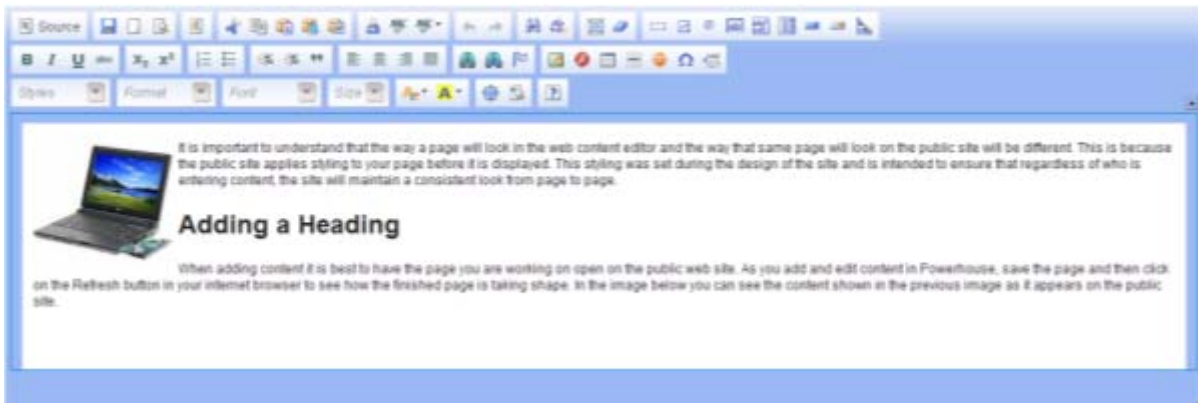 Source
B I U abc X₂ X²
Styles Format Font Size A
It is important to understand that the way a page will look in the web content editor and the way that same page will look on the public site will be different. This is because
the public site applies styling to your page before it is displayed. This styling was set during the design of the site and is intended to ensure that regardless of who is
entering content, the site will maintain a consistent look from page to page.
Adding a Heading
When adding content it is best to have the page you are working on open on the public web site. As you add and edit content in Powerhouse, save the page and then click
on the Refresh button in your internet browser to see how the finished page is taking shape. In the image below you can see the content shown in the previous image as it appears on the public
site.